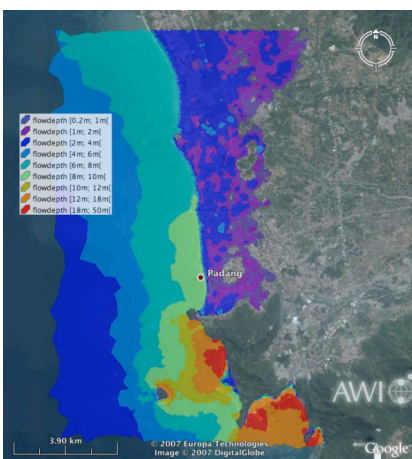 N
flowdepth [0.2m; 1m[
flowdepth [1m; 2m[
flowdepth [2m; 4m[
flowdepth [4m; 6m[
flowdepth [6m; 8m[
flowdepth [8m; 10m[
flowdepth [10m; 12m[
flowdepth [12m; 18m[
flowdepth [18m; 50m[
Padang
AWI
3.90 km
© 2007 Europa Technologies
Image © 2007 DigitalGlobe
Google